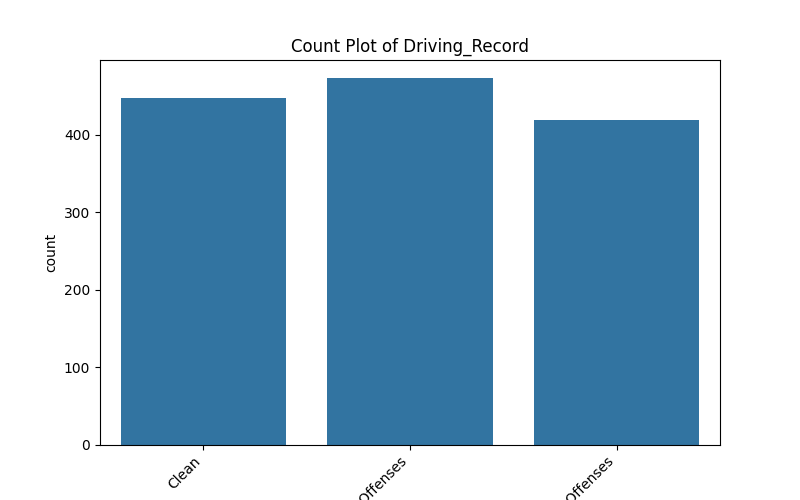 Count Plot of Driving_Record
count
400
300
200
100
0
Clean
Offenses
Offenses